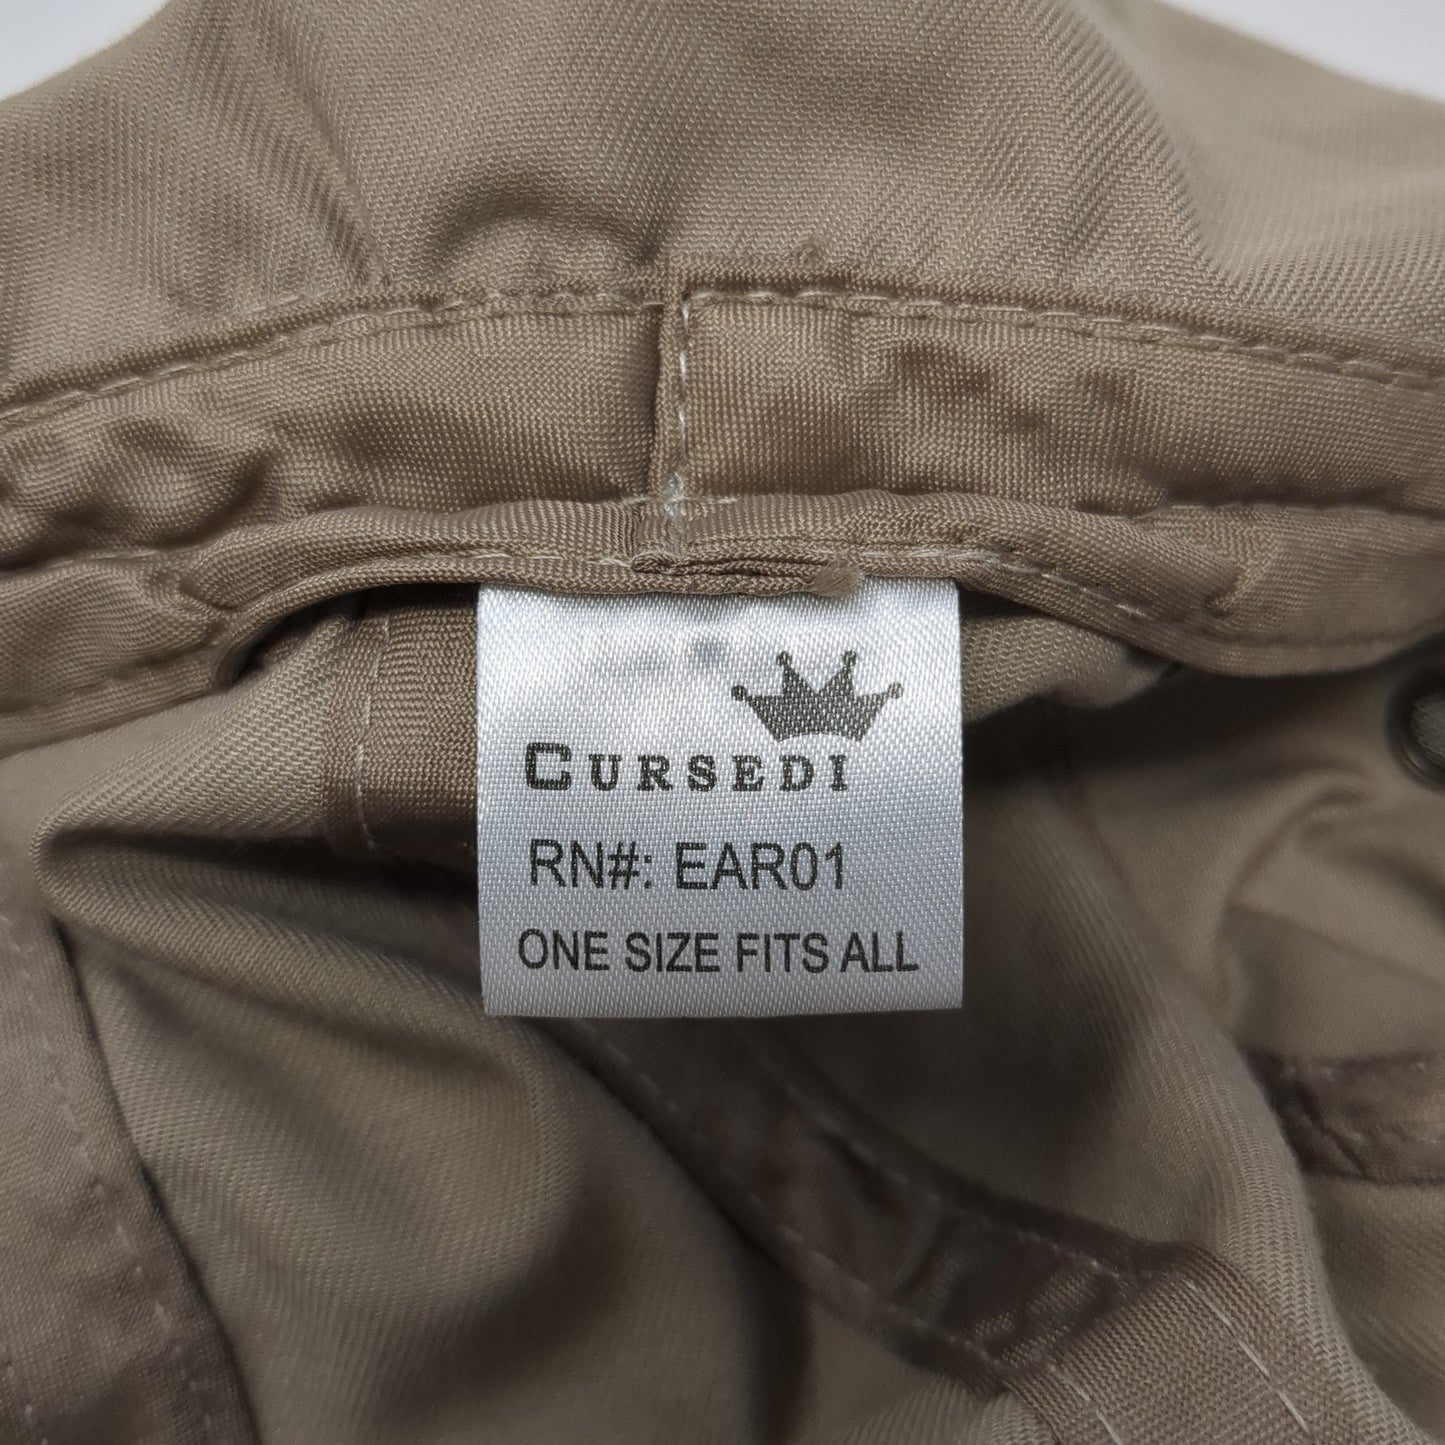 CURSEDI
RN#: EAR01
ONE SIZE FITS ALL